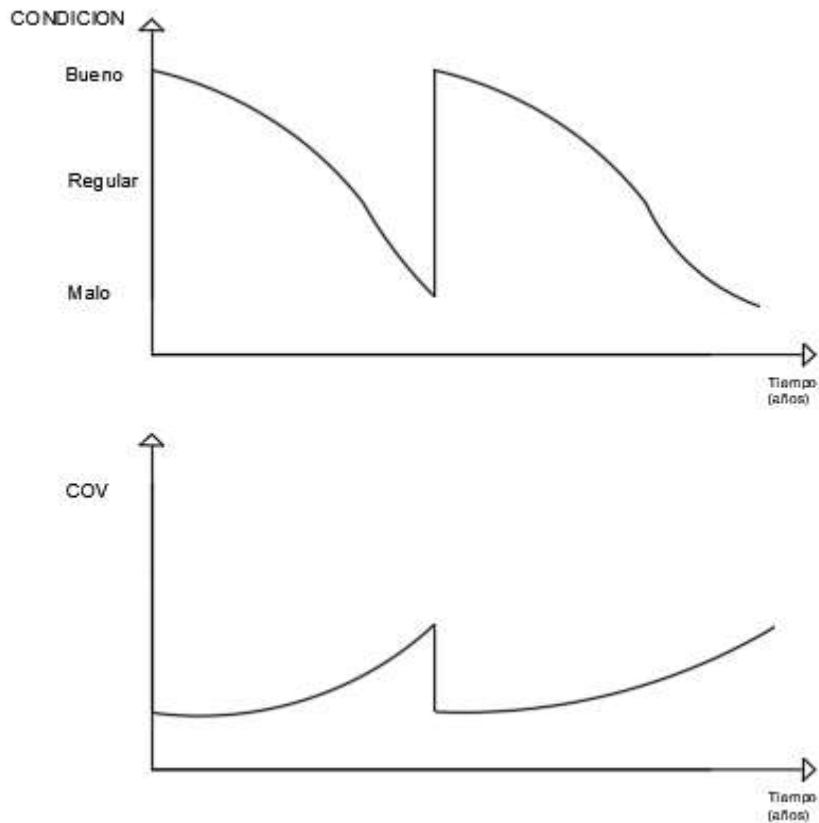 CONDICION
Bueno
Regular
Malo
Tiempo
(años)
COV
Tiempo
(años)